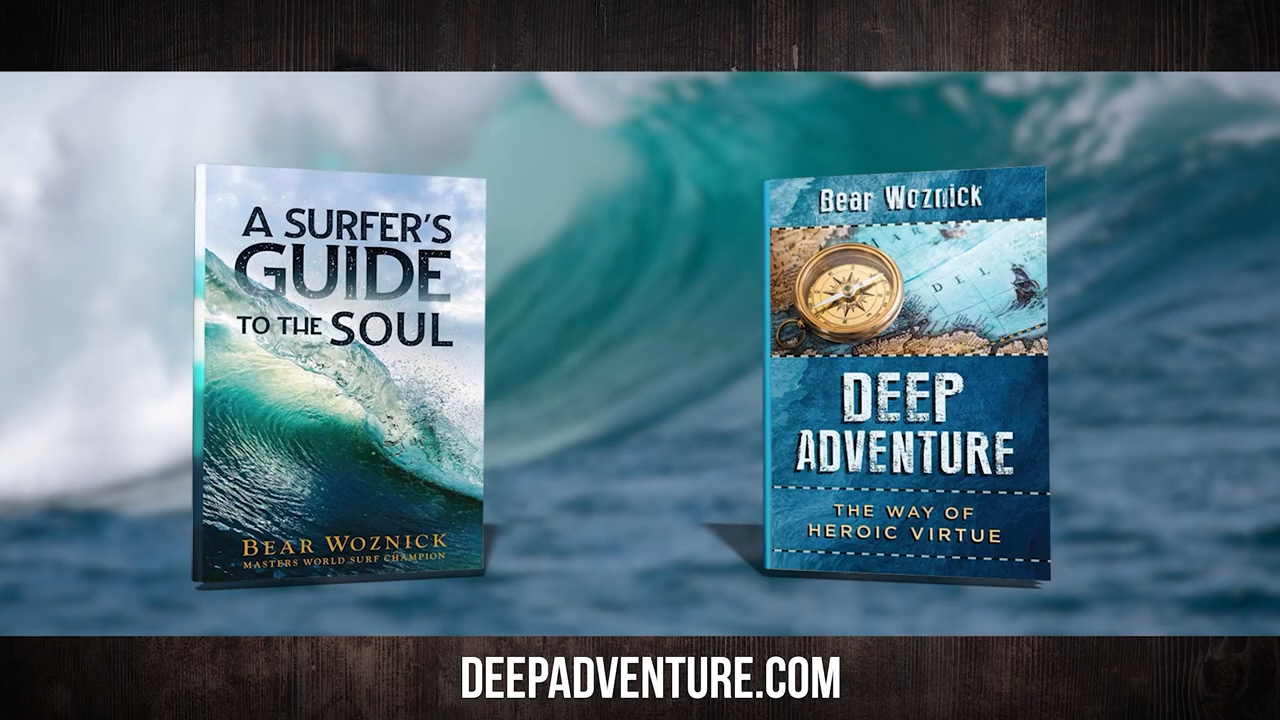 A SURFER'S
GUIDE
TO THE SOUL
BEAR WOZNICK
MASTERS WORLD SURF CHAMPION
Bear Woznick
DEL
DEEP
ADVENTURE
THE WAY OF
HEROIC VIRTUE
DEEPADVENTURE.COM